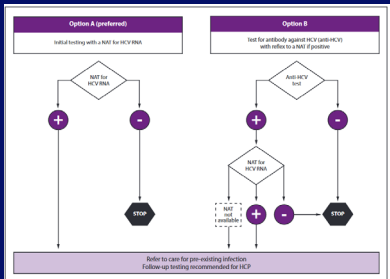 Option A (preferred)
Initial testing with a NAT for HCV RNA
NAT for
HCV RNA
+
-
STOP
Option B
Test for antibody against HCV (anti-HCV)
with reflex to a NAT if positive
Anti-HCV
test
+
-
NAT for
HCV RNA
NAT
not
available
+
-
STOP
Refer to care for pre-existing infection
Follow-up testing recommended for HCP